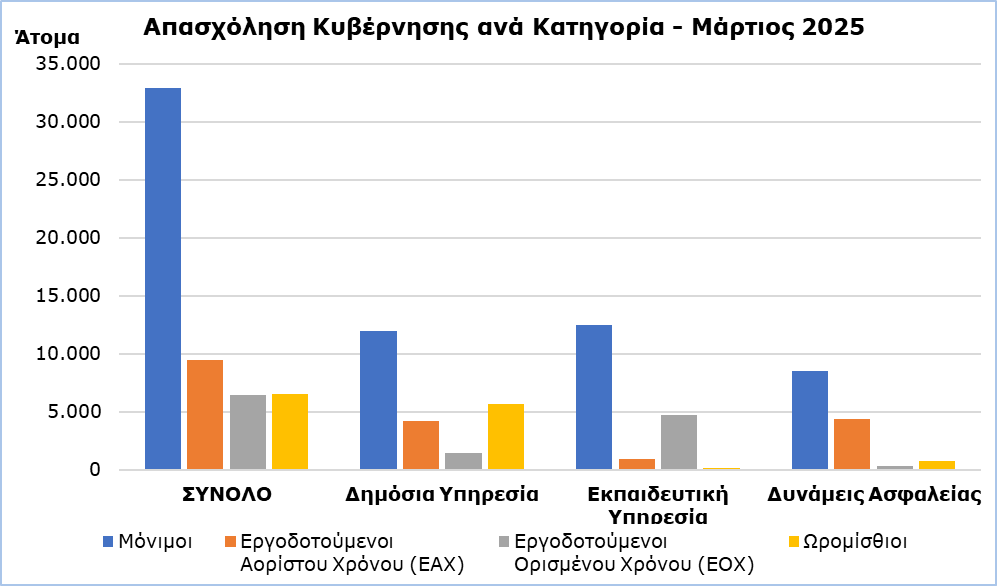 Απασχόληση Κυβέρνησης ανά Κατηγορία - Μάρτιος 2025
Άτομα
35.000
30.000
25.000
20.000
15.000
10.000
5.000
0
ΣΥΝΟΛΟ
Δημόσια Υπηρεσία
Εκπαιδευτική
Υπηρεσία
Δυνάμεις Ασφαλείας
Μόνιμοι
Εργοδοτούμενοι
Αορίστου Χρόνου (ΕΑΧ)
Εργοδοτούμενοι
Ορισμένου Χρόνου (ΕΟΧ)
Ωρομίσθιοι